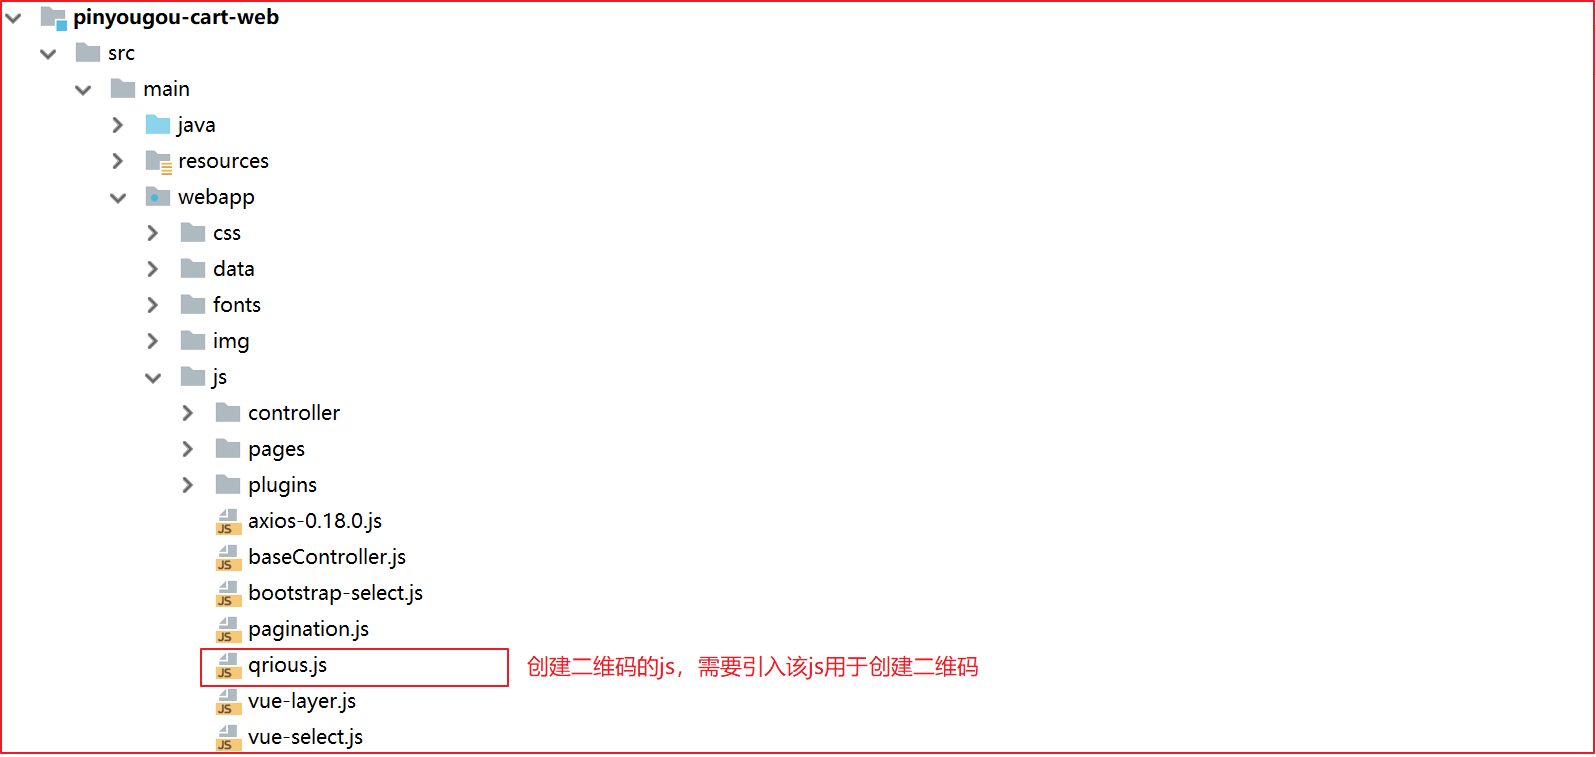 pinyougou-cart-web
src
main
java
resources
webapp
css
data
fonts
img
js
controller
pages
plugins
JS axios-0.18.0.js
JS baseController.js
JS bootstrap-select.js
JS pagination.js
JS qrious.js 创建二维码的js，需要引入该js用于创建二维码
JS vue-layer.js
JS vue-select.js